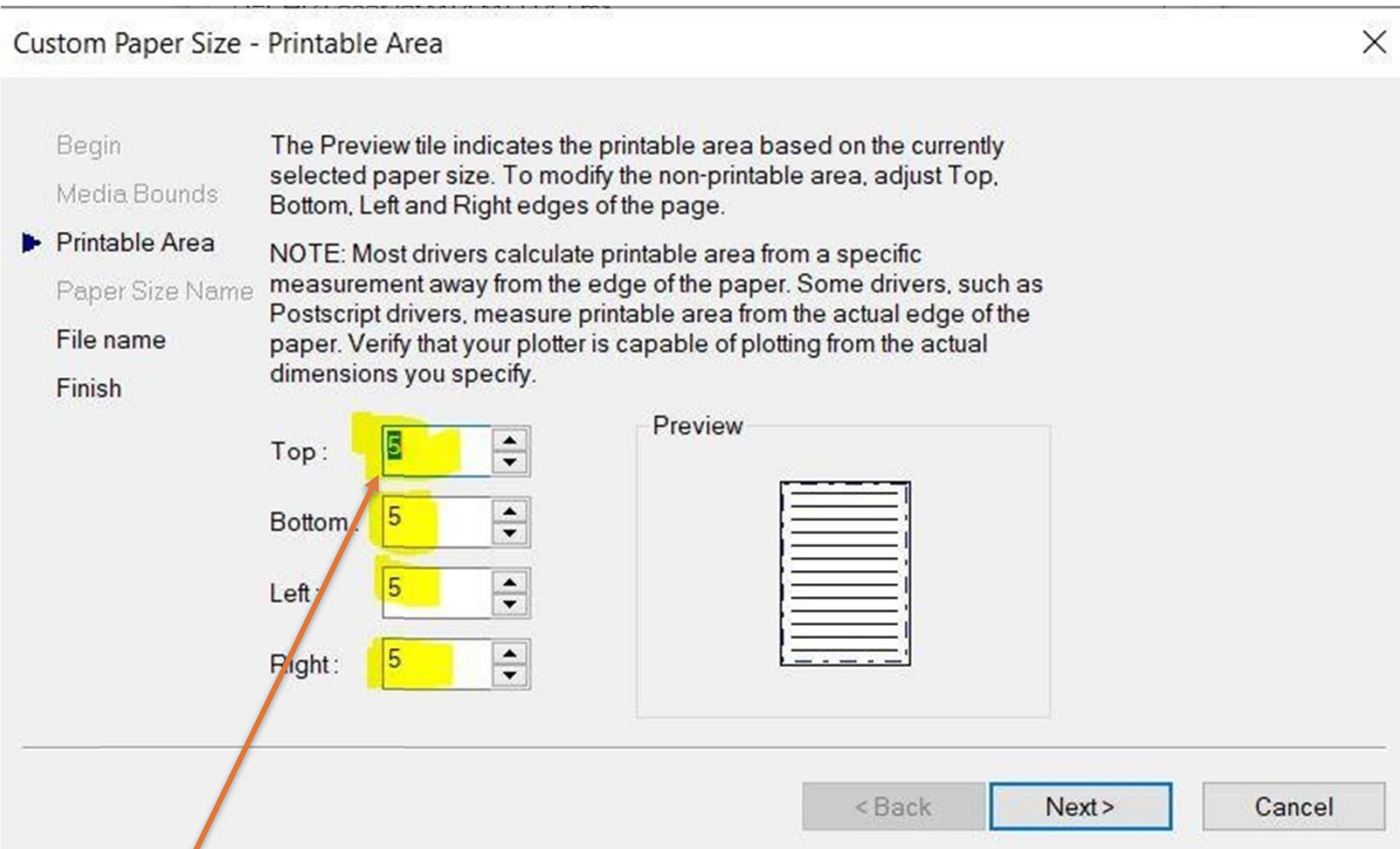 Custom Paper Size - Printable Area
Begin
Media Bounds
Printable Area
Paper Size Name
File name
Finish
The Preview tile indicates the printable area based on the currently
selected paper size. To modify the non-printable area, adjust Top,
Bottom, Left and Right edges of the page.
NOTE: Most drivers calculate printable area from a specific
measurement away from the edge of the paper. Some drivers, such as
Postscript drivers, measure printable area from the actual edge of the
paper. Verify that your plotter is capable of plotting from the actual
dimensions you specify.
Top : 5
Bottom : 5
Left : 5
Right : 5
Preview
< Back
Next >
Cancel